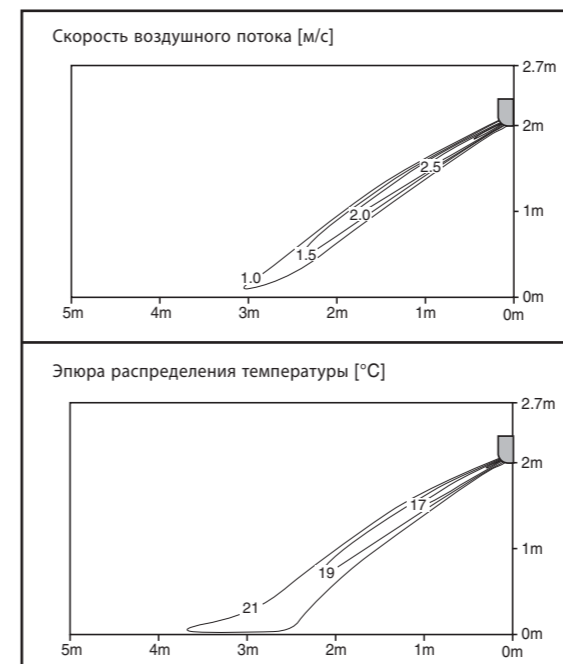 Скорость воздушного потока [м/с]
2.7m
2m
2.5
2.0
1m
1.5
1.0
0m
5m 4m 3m 2m 1m 0m
Эпюра распределения температуры [°C]
2.7m
2m
17
1m
19
21
0m
5m 4m 3m 2m 1m 0m